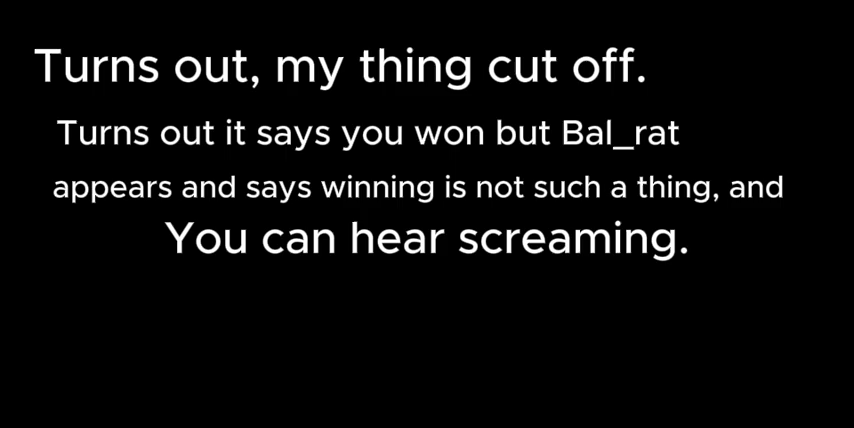 Turns out, my thing cut off.
Turns out it says you won but Bal_rat
appears and says winning is not such a thing, and
You can hear screaming.